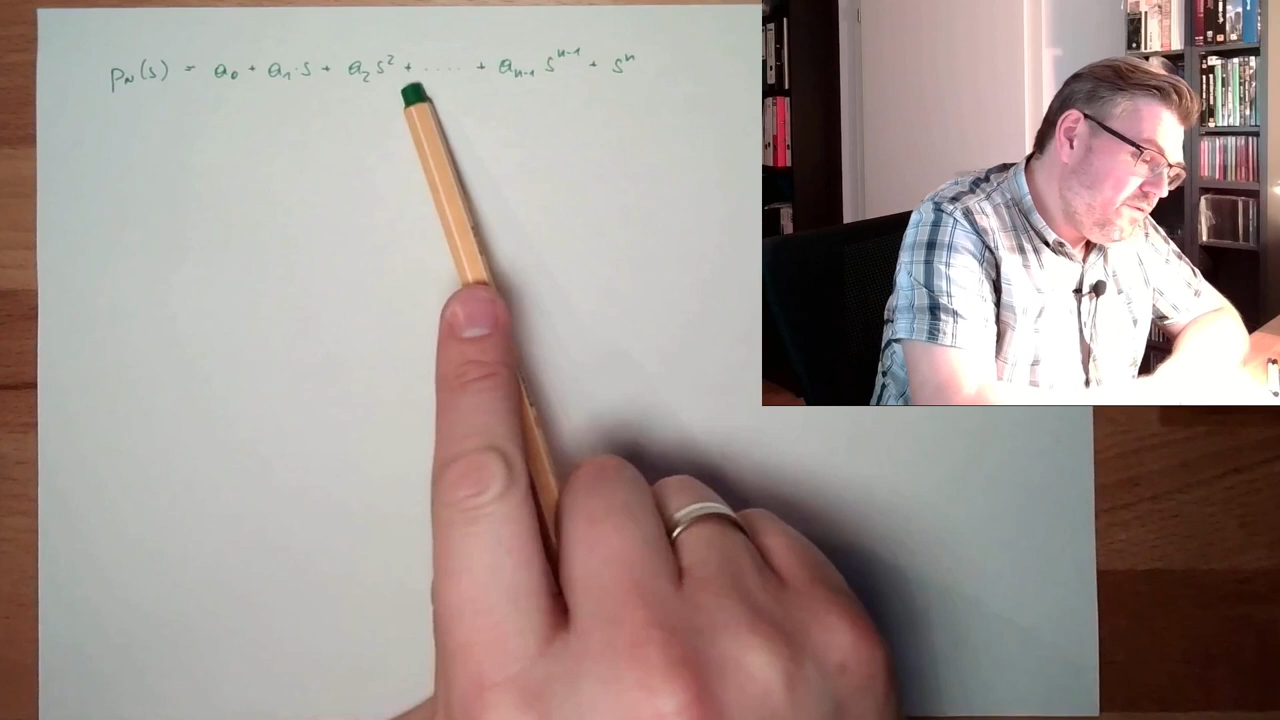 p_N(s) = a_0 + a_1·s + a_2 s^2 + ..... + a_{n-1} s^{n-1} + s^n